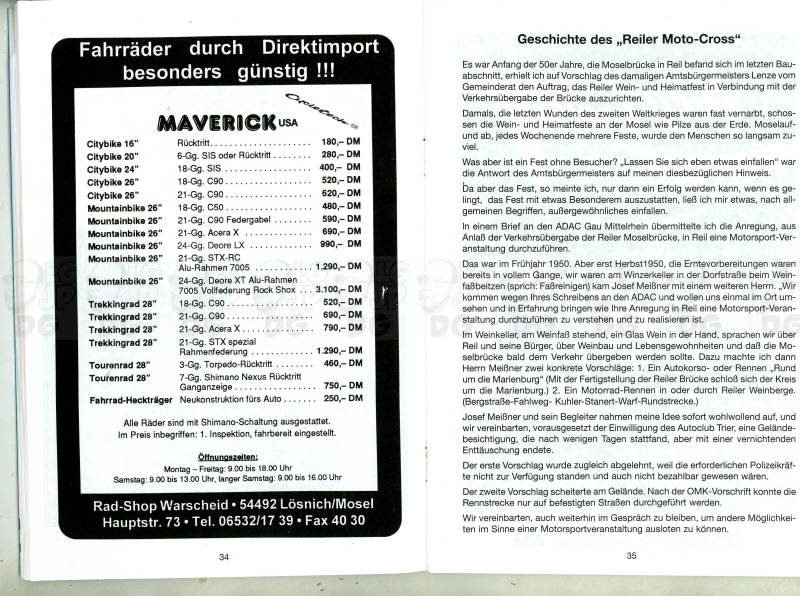 Fahrräder durch Direktimport
besonders günstig !!!
MAVERICK USA
Citybike 16" Rücktritt. . . . . . . . . . . . . . . . . . . . 180,– DM
Citybike 20" 6-Gg. SIS oder Rücktritt . . . . . . . . 280,– DM
Citybike 24" 18-Gg. SIS . . . . . . . . . . . . . . . . . . 400,– DM
Citybike 26" 18-Gg. C90 . . . . . . . . . . . . . . . . . . 520,– DM
Citybike 26" 21-Gg. C90 . . . . . . . . . . . . . . . . . . 620,– DM
Mountainbike 26" 18-Gg. C50 . . . . . . . . . . . . . . . . . . 480,– DM
Mountainbike 26" 21-Gg. C90 Federgabel . . . . . . . . 590,– DM
Mountainbike 26" 21-Gg. Acera X . . . . . . . . . . . . . . 690,– DM
Mountainbike 26" 24-Gg. Deore LX . . . . . . . . . . . . . 990,– DM
Mountainbike 26" 21-Gg. STX-RC
Alu-Rahmen 7005 . . . . . . . . . . . . 1.290,– DM
Mountainbike 26" 24-Gg. Deore XT Alu-Rahmen
7005 Vollfederung Rock Shox . . . 3.100,– DM
Trekkingrad 28" 18-Gg. C90 . . . . . . . . . . . . . . . . . . 520,– DM
Trekkingrad 28" 21-Gg. C90 . . . . . . . . . . . . . . . . . . 690,– DM
Trekkingrad 28" 21-Gg. Acera X . . . . . . . . . . . . . . 790,– DM
Trekkingrad 28" 21-Gg. STX spezial
Rahmenfederung . . . . . . . . . . . . . 1.290,– DM
Tourenrad 28" 3-Gg. Torpedo-Rücktritt . . . . . . . . 460,– DM
Tourenrad 28" 7-Gg. Shimano Nexus Rücktritt
Ganganzeige . . . . . . . . . . . . . . . . . 750,– DM
Fahrrad-Heckträger Neukonstruktion fürs Auto . . . . . . . 250,– DM
Alle Räder sind mit Shimano-Schaltung ausgestattet.
Im Preis inbegriffen: 1. Inspektion, fahrbereit eingestellt.
Öffnungszeiten:
Montag – Freitag: 9.00 bis 18.00 Uhr
Samstag: 9.00 bis 13.00 Uhr, langer Samstag 9.00 bis 16.00 Uhr
Rad-Shop Warscheid • 54492 Lösnich/Mosel
Hauptstr. 73 • Tel. 06532/17 39 • Fax 40 30
34
Geschichte des „Reiler Moto-Cross“
Es war Anfang der 50er Jahre, die Moselbrücke in Reil befand sich im letzten Bau-
abschnitt, erhielt ich auf Vorschlag des damaligen Amtsbürgermeisters Lenze vom
Gemeinderat den Auftrag, das Reiler Wein- und Heimatfest in Verbindung mit der
Verkehrsübergabe der Brücke auszurichten.
Damals, die letzten Wunden des zweiten Weltkrieges waren fast vernarbt, schos-
sen die Wein- und Heimatfeste an der Mosel wie Pilze aus der Erde. Moselauf-
und ab, jedes Wochenende mehrere Feste, wurde den Menschen so langsam zu-
viel.
Was aber ist ein Fest ohne Besucher? „Lassen Sie sich eben etwas einfallen“ war
die Antwort des Amtsbürgermeisters auf meinen diesbezüglichen Hinweis.
Da aber das Fest, so meinte ich, nur dann ein Erfolg werden kann, wenn es ge-
lingt, das Fest mit etwas Besonderem auszustatten, ließ ich mir etwas, nach all-
gemeinen Begriffen, außergewöhnliches einfallen.
In einem Brief an den ADAC Gau Mittelrhein übermittelte ich die Anregung, aus
Anlaß der Verkehrsübergabe der Reiler Moselbrücke, in Reil eine Motorsport-Ver-
anstaltung durchzuführen.
Das war im Frühjahr 1950. Aber erst Herbst1950, die Erntevorbereitungen waren
bereits in vollem Gange, wir waren am Winzerkeller in der Dorfstraße beim Wein-
faßbeitzen (sprich: Faßreinigen) kam Josef Meißner mit einem weiteren Herrn. „Wir
kommen wegen Ihres Schreibens an den ADAC und wollen uns einmal im Ort um-
sehen und in Erfahrung bringen wie Ihre Anregung in Reil eine Motorsport-Veran-
staltung durchzuführen zu verstehen und zu realisieren ist.
Im Weinkeller, am Weinfaß stehend, ein Glas Wein in der Hand, sprachen wir über
Reil und seine Bürger, über Weinbau und Lebensgewohnheiten und daß die Mo-
selbrücke bald dem Verkehr übergeben werden sollte. Dazu machte ich dann
Herrn Meißner zwei konkrete Vorschläge: 1. Ein Autokorso- oder Rennen „Rund
um die Marienburg“ (Mit der Fertigstellung der Reiler Brücke schloß sich der Kreis
um die Marienburg.) 2. Ein Motorrad-Rennen in oder durch Reiler Weinberge.
(Bergstraße-Fahlweg- Kuhler-Stanert-Warf-Rundstrecke.)
Josef Meißner und sein Begleiter nahmen meine Idee sofort wohlwollend auf, und
wir vereinbarten, vorausgesetzt der Einwilligung des Autoclub Trier, eine Gelände-
besichtigung, die nach wenigen Tagen stattfand, aber mit einer vernichtenden
Enttäuschung endete.
Der erste Vorschlag wurde zugleich abgelehnt, weil die erforderlichen Polizeikräf-
te nicht zur Verfügung standen und auch nicht bezahlbar gewesen wären.
Der zweite Vorschlag scheiterte am Gelände. Nach der OMK-Vorschrift konnte die
Rennstrecke nur auf befestigten Straßen durchgeführt werden.
Wir vereinbarten, auch weiterhin im Gespräch zu bleiben, um andere Möglichkei-
ten im Sinne einer Motorsportveranstaltung ausloten zu können.
35